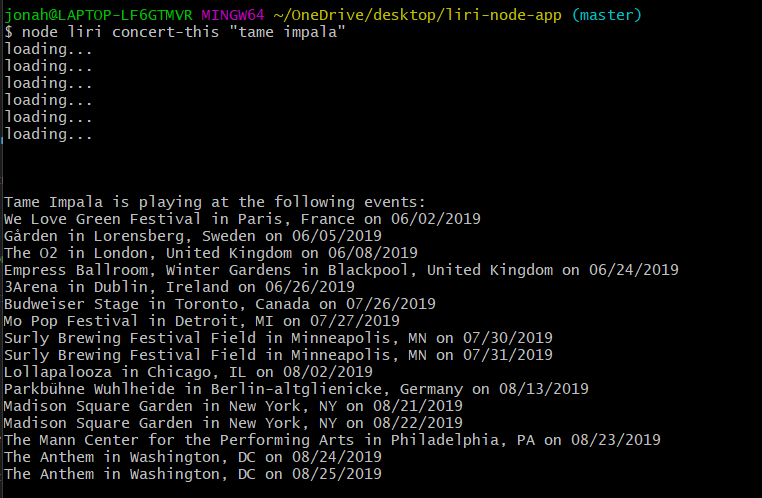 jonah@LAPTOP-LF6GTMVR MINGW64 ~/OneDrive/desktop/liri-node-app (master)
$ node liri concert-this "tame impala"
loading...
loading...
loading...
loading...
loading...
loading...
Tame Impala is playing at the following events:
We Love Green Festival in Paris, France on 06/02/2019
Gården in Lorensberg, Sweden on 06/05/2019
The O2 in London, United Kingdom on 06/08/2019
Empress Ballroom, Winter Gardens in Blackpool, United Kingdom on 06/24/2019
3Arena in Dublin, Ireland on 06/26/2019
Budweiser Stage in Toronto, Canada on 07/26/2019
Mo Pop Festival in Detroit, MI on 07/27/2019
Surly Brewing Festival Field in Minneapolis, MN on 07/30/2019
Surly Brewing Festival Field in Minneapolis, MN on 07/31/2019
Lollapalooza in Chicago, IL on 08/02/2019
Parkbühne Wuhlheide in Berlin-altglienicke, Germany on 08/13/2019
Madison Square Garden in New York, NY on 08/21/2019
Madison Square Garden in New York, NY on 08/22/2019
The Mann Center for the Performing Arts in Philadelphia, PA on 08/23/2019
The Anthem in Washington, DC on 08/24/2019
The Anthem in Washington, DC on 08/25/2019